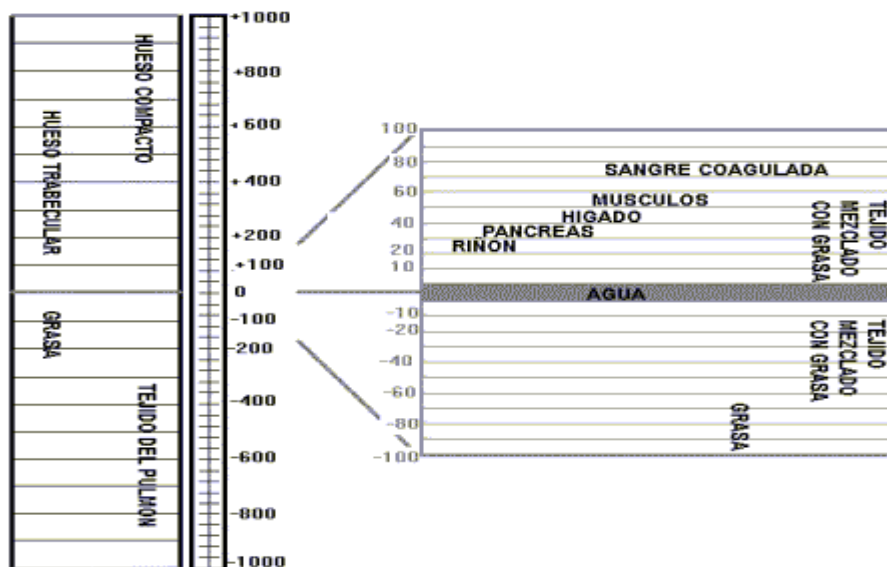 HUESO COMPACTO
HUESO TRABECULAR
GRASA
TEJIDO DEL PULMON
+1000
+800
+600
+400
+200
+100
0
-100
-200
-400
-600
-800
-1000
100
80
60
40
20
10
-10
-20
-40
-60
-80
-100
SANGRE COAGULADA
MUSCULOS
HIGADO
PANCREAS
RIÑON
TEJIDO
MEZCLADO
CON GRASA
AGUA
TEJIDO
MEZCLADO
CON GRASA
GRASA